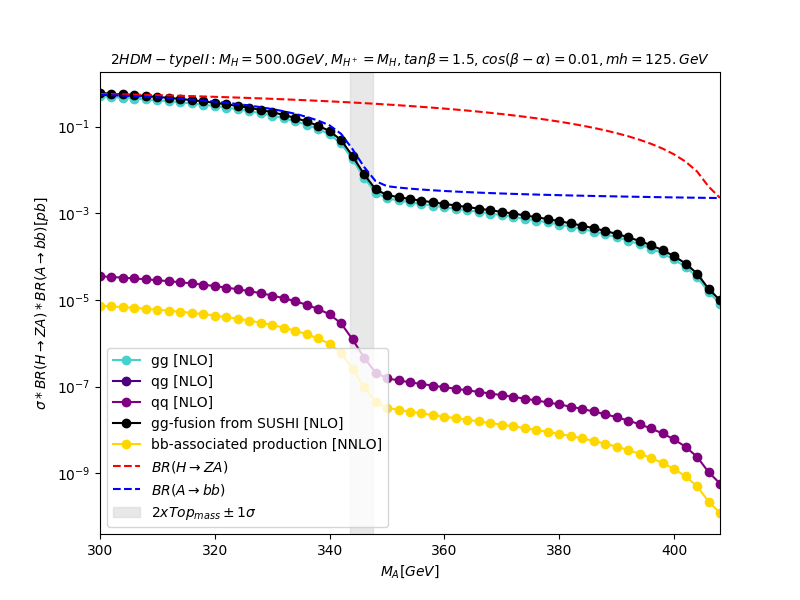 2HDM − typeII : M_H = 500.0GeV, M_{H^+} = M_H, tanβ = 1.5, cos(β − α) = 0.01, mh = 125. GeV
σ * BR(H → ZA) * BR(A → bb)[pb]
10^{−1}
10^{−3}
10^{−5}
10^{−7}
10^{−9}
gg [NLO]
qg [NLO]
qq [NLO]
gg-fusion from SUSHI [NLO]
bb-associated production [NNLO]
BR(H → ZA)
BR(A → bb)
2xTop_{mass} ± 1σ
300
320
340
360
380
400
M_A[GeV]